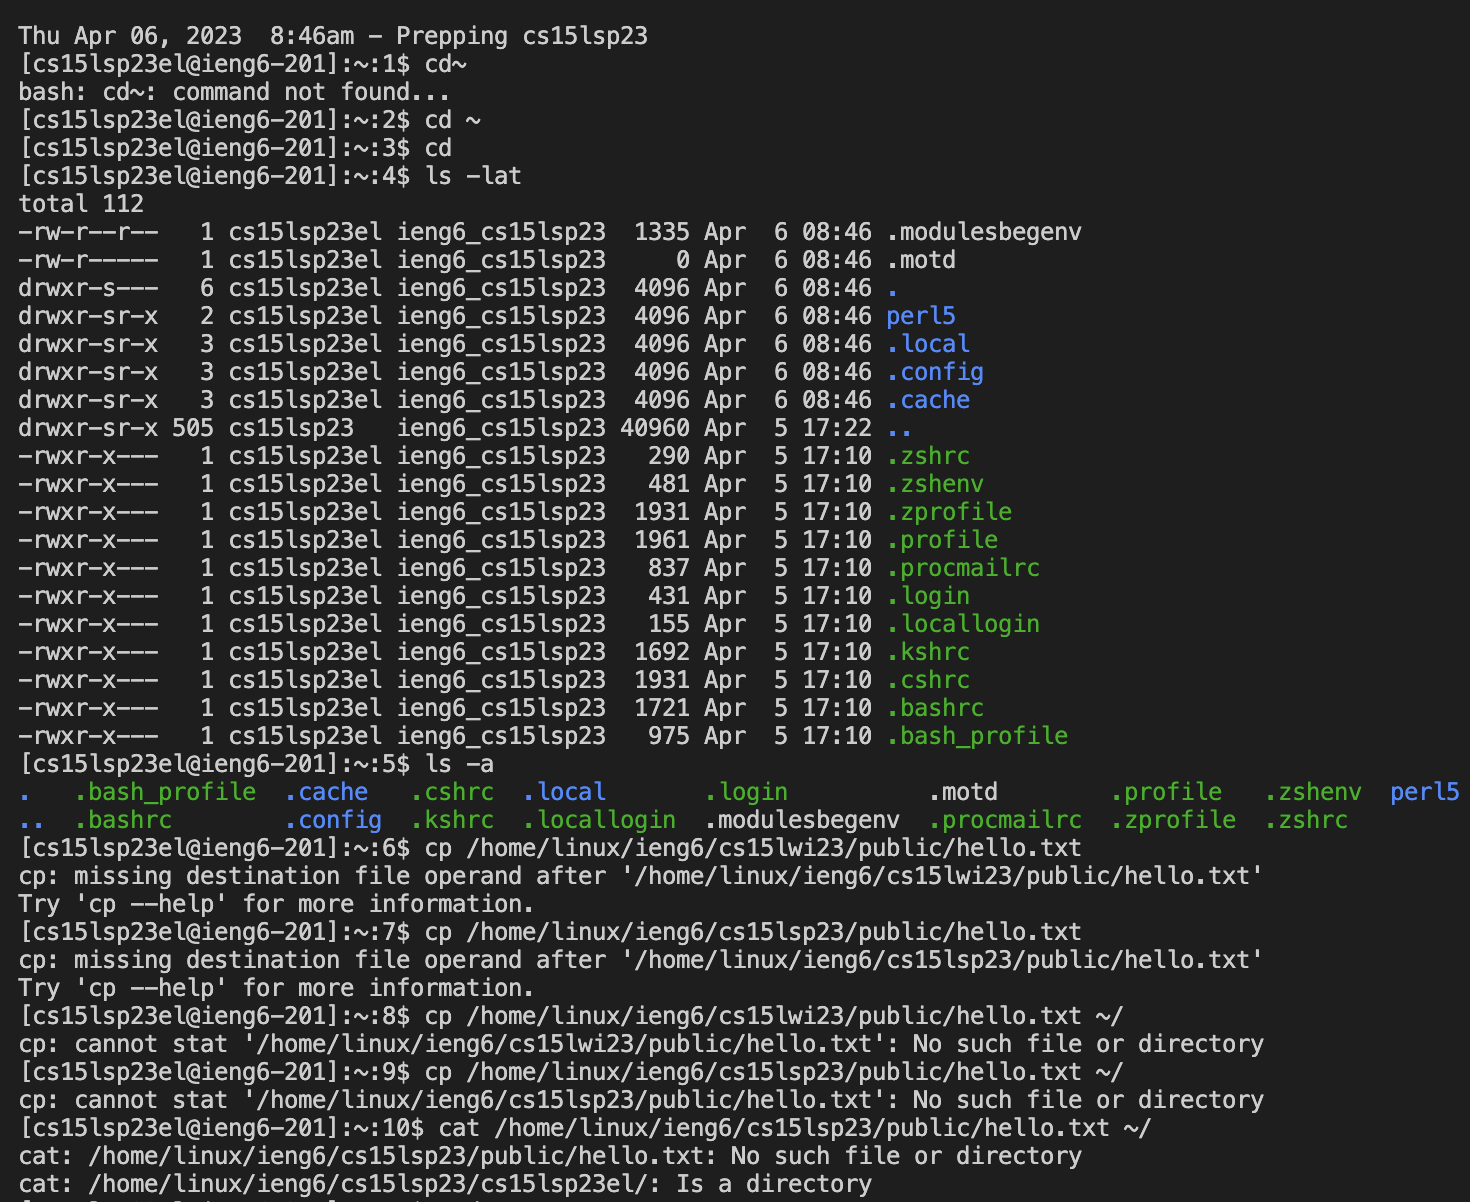 Thu Apr 06, 2023  8:46am - Prepping cs15lsp23
[cs15lsp23el@ieng6-201]:~:1$ cd~
bash: cd~: command not found...
[cs15lsp23el@ieng6-201]:~:2$ cd ~
[cs15lsp23el@ieng6-201]:~:3$ cd
[cs15lsp23el@ieng6-201]:~:4$ ls -lat
total 112
-rw-r--r--   1 cs15lsp23el ieng6_cs15lsp23  1335 Apr  6 08:46 .modulesbegenv
-rw-r-----   1 cs15lsp23el ieng6_cs15lsp23     0 Apr  6 08:46 .motd
drwxr-s---   6 cs15lsp23el ieng6_cs15lsp23  4096 Apr  6 08:46 .
drwxr-sr-x   2 cs15lsp23el ieng6_cs15lsp23  4096 Apr  6 08:46 perl5
drwxr-sr-x   3 cs15lsp23el ieng6_cs15lsp23  4096 Apr  6 08:46 .local
drwxr-sr-x   3 cs15lsp23el ieng6_cs15lsp23  4096 Apr  6 08:46 .config
drwxr-sr-x   3 cs15lsp23el ieng6_cs15lsp23  4096 Apr  6 08:46 .cache
drwxr-sr-x 505 cs15lsp23   ieng6_cs15lsp23 40960 Apr  5 17:22 ..
-rwxr-x---   1 cs15lsp23el ieng6_cs15lsp23   290 Apr  5 17:10 .zshrc
-rwxr-x---   1 cs15lsp23el ieng6_cs15lsp23   481 Apr  5 17:10 .zshenv
-rwxr-x---   1 cs15lsp23el ieng6_cs15lsp23  1931 Apr  5 17:10 .zprofile
-rwxr-x---   1 cs15lsp23el ieng6_cs15lsp23  1961 Apr  5 17:10 .profile
-rwxr-x---   1 cs15lsp23el ieng6_cs15lsp23   837 Apr  5 17:10 .procmailrc
-rwxr-x---   1 cs15lsp23el ieng6_cs15lsp23   431 Apr  5 17:10 .login
-rwxr-x---   1 cs15lsp23el ieng6_cs15lsp23   155 Apr  5 17:10 .locallogin
-rwxr-x---   1 cs15lsp23el ieng6_cs15lsp23  1692 Apr  5 17:10 .kshrc
-rwxr-x---   1 cs15lsp23el ieng6_cs15lsp23  1931 Apr  5 17:10 .cshrc
-rwxr-x---   1 cs15lsp23el ieng6_cs15lsp23  1721 Apr  5 17:10 .bashrc
-rwxr-x---   1 cs15lsp23el ieng6_cs15lsp23   975 Apr  5 17:10 .bash_profile
[cs15lsp23el@ieng6-201]:~:5$ ls -a
.   .bash_profile  .cache   .cshrc  .local       .login          .motd        .profile   .zshenv  perl5
..  .bashrc        .config  .kshrc  .locallogin  .modulesbegenv  .procmailrc  .zprofile  .zshrc
[cs15lsp23el@ieng6-201]:~:6$ cp /home/linux/ieng6/cs15lwi23/public/hello.txt
cp: missing destination file operand after '/home/linux/ieng6/cs15lwi23/public/hello.txt'
Try 'cp --help' for more information.
[cs15lsp23el@ieng6-201]:~:7$ cp /home/linux/ieng6/cs15lsp23/public/hello.txt
cp: missing destination file operand after '/home/linux/ieng6/cs15lsp23/public/hello.txt'
Try 'cp --help' for more information.
[cs15lsp23el@ieng6-201]:~:8$ cp /home/linux/ieng6/cs15lwi23/public/hello.txt ~/
cp: cannot stat '/home/linux/ieng6/cs15lwi23/public/hello.txt': No such file or directory
[cs15lsp23el@ieng6-201]:~:9$ cp /home/linux/ieng6/cs15lsp23/public/hello.txt ~/
cp: cannot stat '/home/linux/ieng6/cs15lsp23/public/hello.txt': No such file or directory
[cs15lsp23el@ieng6-201]:~:10$ cat /home/linux/ieng6/cs15lsp23/public/hello.txt ~/
cat: /home/linux/ieng6/cs15lsp23/public/hello.txt: No such file or directory
cat: /home/linux/ieng6/cs15lsp23/cs15lsp23el/: Is a directory